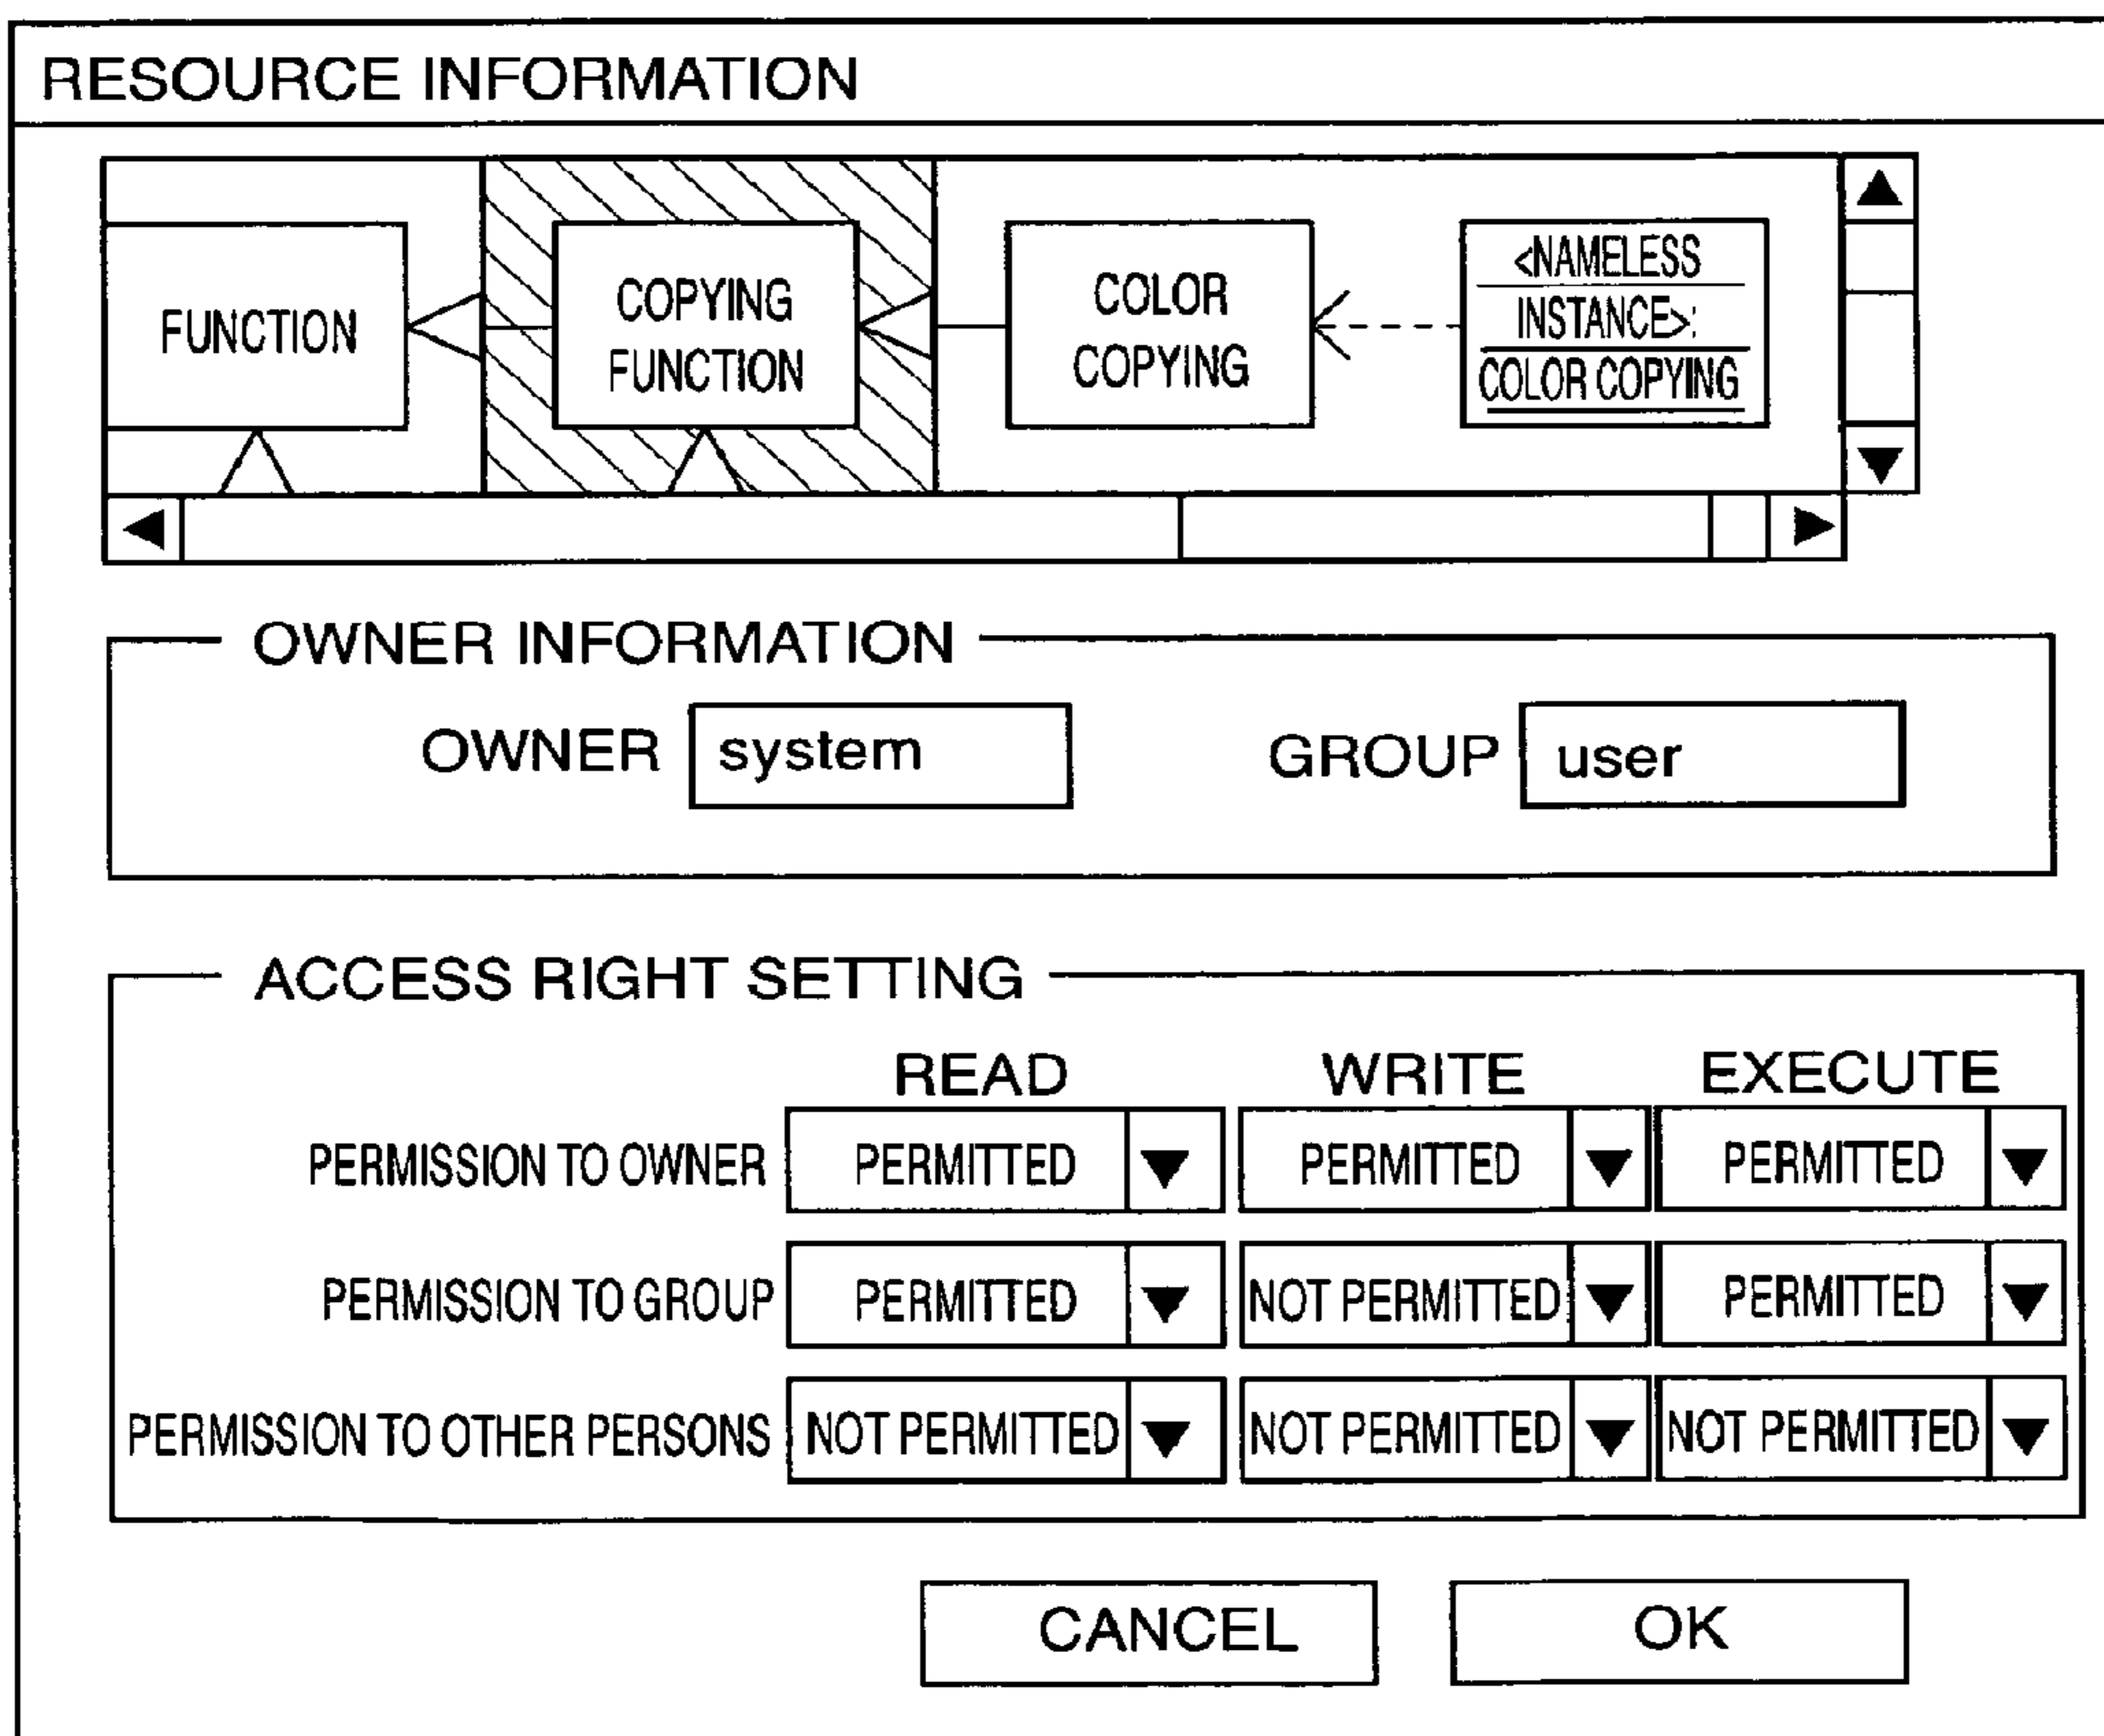 RESOURCE INFORMATION
FUNCTION
COPYING
FUNCTION
COLOR
COPYING
<NAMELESS
INSTANCE>:
COLOR COPYING
OWNER INFORMATION
OWNER system GROUP user
ACCESS RIGHT SETTING
READ WRITE EXECUTE
PERMISSION TO OWNER PERMITTED PERMITTED PERMITTED
PERMISSION TO GROUP PERMITTED NOT PERMITTED PERMITTED
PERMISSION TO OTHER PERSONS NOT PERMITTED NOT PERMITTED NOT PERMITTED
CANCEL OK